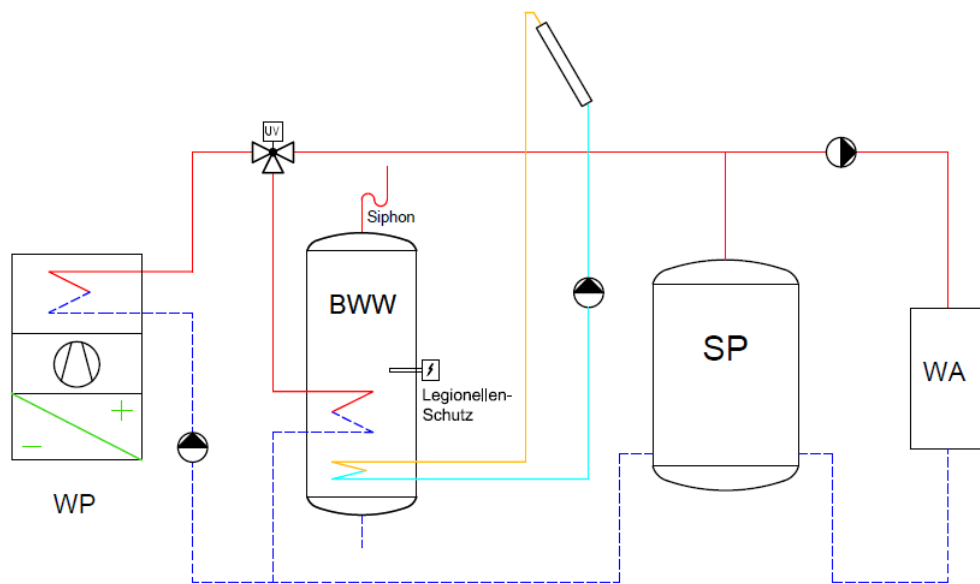 UV
Siphon
BWW
Legionellen-
Schutz
SP
WA
+
−
WP